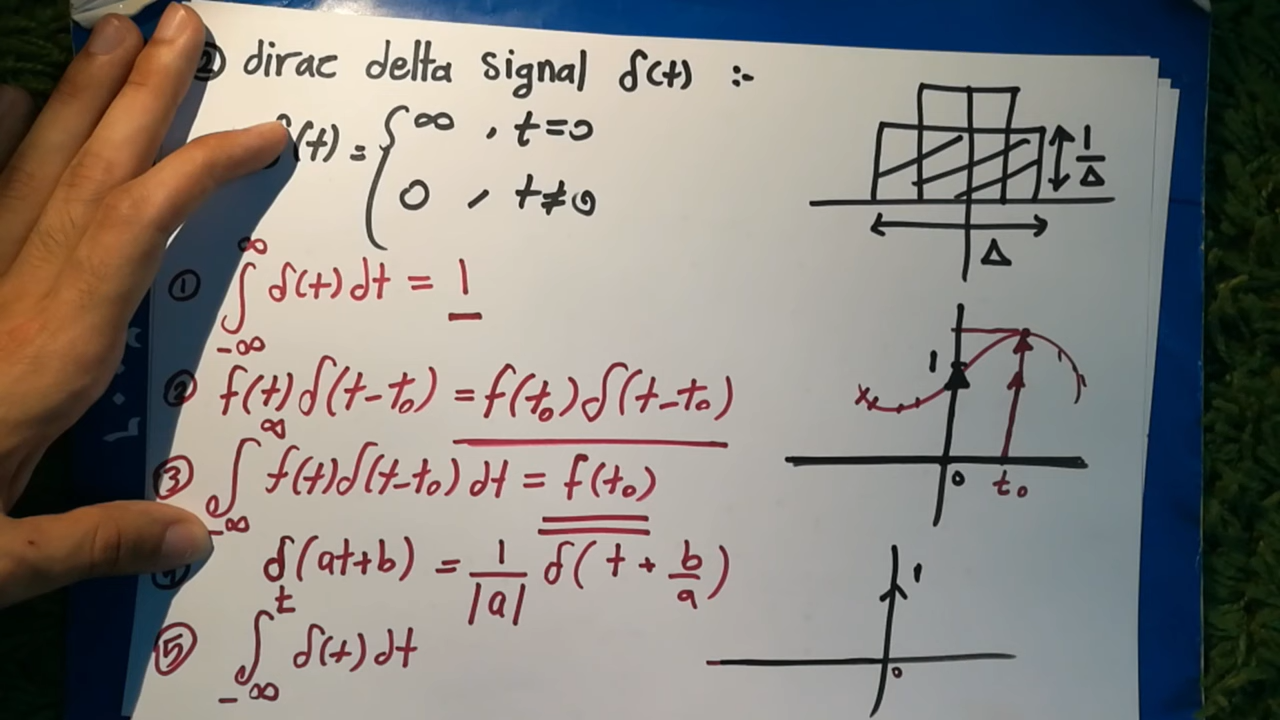 ② dirac delta signal δ(t) :-
δ(t) = { ∞ , t=0
0 , t≠0
① ∫_{-∞}^{∞} δ(t) dt = 1
② f(t) δ(t-t₀) = f(t₀) δ(t-t₀)
③ ∫_{-∞}^{∞} f(t) δ(t-t₀) dt = f(t₀)
④ δ(at+b) = 1/|a| δ(t + b/a)
⑤ ∫_{-∞}^{t} δ(t) dt
1/Δ
Δ
1
0 t₀
1
0